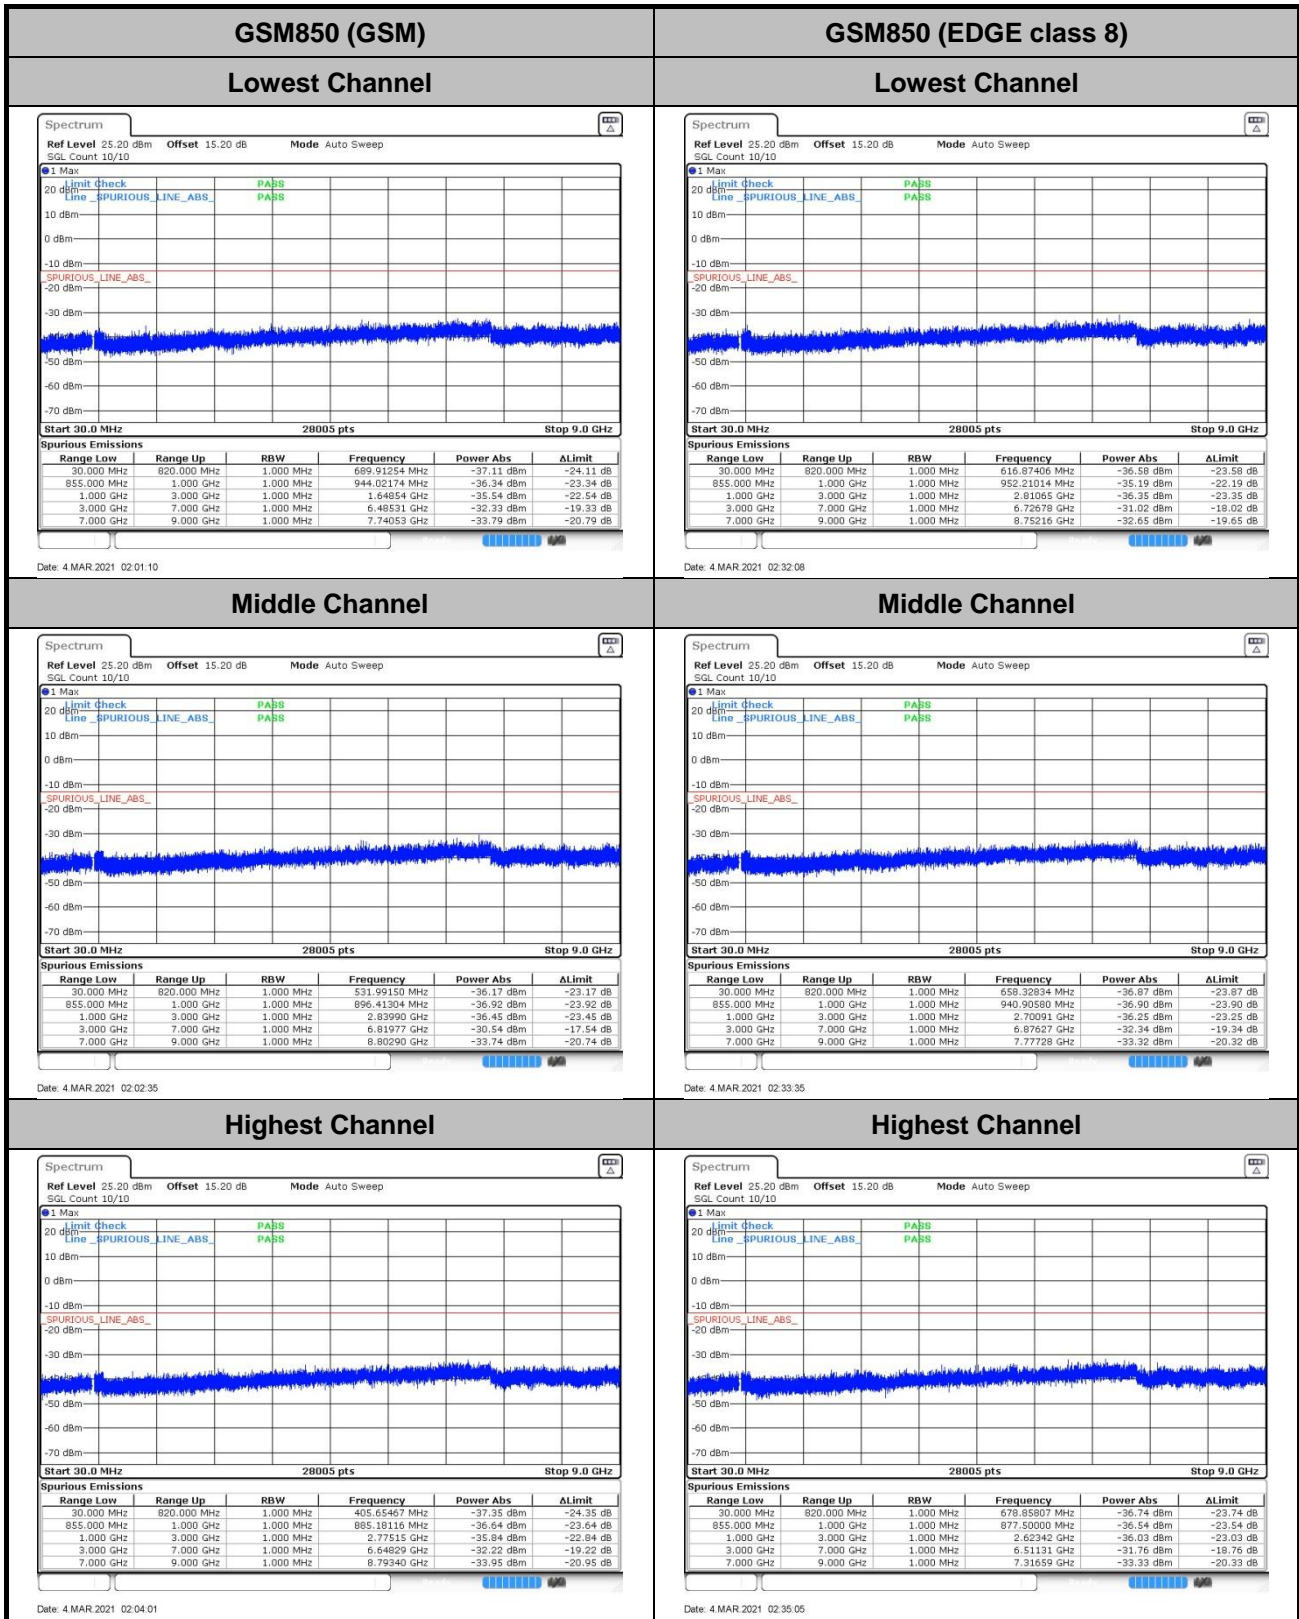 GSM850 (GSM)
GSM850 (EDGE class 8)
Lowest Channel
Lowest Channel
Spectrum
Ref Level 25.20 dBm Offset 15.20 dB Mode Auto Sweep
SGL Count 10/10
1 Max
Limit Check PASS
20 dBm
Line _SPURIOUS_LINE_ABS_ PASS
10 dBm
0 dBm
-10 dBm
_SPURIOUS_LINE_ABS_
-20 dBm
-30 dBm
-50 dBm
-60 dBm
-70 dBm
Start 30.0 MHz 28005 pts Stop 9.0 GHz
Spurious Emissions
Range Low Range Up RBW Frequency Power Abs ΔLimit
30.000 MHz 820.000 MHz 1.000 MHz 689.91254 MHz -37.11 dBm -24.11 dB
855.000 MHz 1.000 GHz 1.000 MHz 944.02174 MHz -36.34 dBm -23.34 dB
1.000 GHz 3.000 GHz 1.000 MHz 1.64854 GHz -35.54 dBm -22.54 dB
3.000 GHz 7.000 GHz 1.000 MHz 6.48531 GHz -32.33 dBm -19.33 dB
7.000 GHz 9.000 GHz 1.000 MHz 7.74053 GHz -33.79 dBm -20.79 dB
Date: 4.MAR.2021 02:01:10
Spectrum
Ref Level 25.20 dBm Offset 15.20 dB Mode Auto Sweep
SGL Count 10/10
1 Max
Limit Check PASS
20 dBm
Line _SPURIOUS_LINE_ABS_ PASS
10 dBm
0 dBm
-10 dBm
_SPURIOUS_LINE_ABS_
-20 dBm
-30 dBm
-50 dBm
-60 dBm
-70 dBm
Start 30.0 MHz 28005 pts Stop 9.0 GHz
Spurious Emissions
Range Low Range Up RBW Frequency Power Abs ΔLimit
30.000 MHz 820.000 MHz 1.000 MHz 616.87406 MHz -36.58 dBm -23.58 dB
855.000 MHz 1.000 GHz 1.000 MHz 952.21014 MHz -35.19 dBm -22.19 dB
1.000 GHz 3.000 GHz 1.000 MHz 2.81065 GHz -36.35 dBm -23.35 dB
3.000 GHz 7.000 GHz 1.000 MHz 6.72678 GHz -31.02 dBm -18.02 dB
7.000 GHz 9.000 GHz 1.000 MHz 8.75216 GHz -32.65 dBm -19.65 dB
Date: 4.MAR.2021 02:32:08
Middle Channel
Middle Channel
Spectrum
Ref Level 25.20 dBm Offset 15.20 dB Mode Auto Sweep
SGL Count 10/10
1 Max
Limit Check PASS
20 dBm
Line _SPURIOUS_LINE_ABS_ PASS
10 dBm
0 dBm
-10 dBm
_SPURIOUS_LINE_ABS_
-20 dBm
-30 dBm
-50 dBm
-60 dBm
-70 dBm
Start 30.0 MHz 28005 pts Stop 9.0 GHz
Spurious Emissions
Range Low Range Up RBW Frequency Power Abs ΔLimit
30.000 MHz 820.000 MHz 1.000 MHz 531.99150 MHz -36.17 dBm -23.17 dB
855.000 MHz 1.000 GHz 1.000 MHz 896.41304 MHz -36.92 dBm -23.92 dB
1.000 GHz 3.000 GHz 1.000 MHz 2.83990 GHz -36.45 dBm -23.45 dB
3.000 GHz 7.000 GHz 1.000 MHz 6.81977 GHz -30.54 dBm -17.54 dB
7.000 GHz 9.000 GHz 1.000 MHz 8.80290 GHz -33.74 dBm -20.74 dB
Date: 4.MAR.2021 02:02:35
Spectrum
Ref Level 25.20 dBm Offset 15.20 dB Mode Auto Sweep
SGL Count 10/10
1 Max
Limit Check PASS
20 dBm
Line _SPURIOUS_LINE_ABS_ PASS
10 dBm
0 dBm
-10 dBm
_SPURIOUS_LINE_ABS_
-20 dBm
-30 dBm
-50 dBm
-60 dBm
-70 dBm
Start 30.0 MHz 28005 pts Stop 9.0 GHz
Spurious Emissions
Range Low Range Up RBW Frequency Power Abs ΔLimit
30.000 MHz 820.000 MHz 1.000 MHz 658.32834 MHz -36.87 dBm -23.87 dB
855.000 MHz 1.000 GHz 1.000 MHz 940.90580 MHz -36.90 dBm -23.90 dB
1.000 GHz 3.000 GHz 1.000 MHz 2.70091 GHz -36.25 dBm -23.25 dB
3.000 GHz 7.000 GHz 1.000 MHz 6.87627 GHz -32.34 dBm -19.34 dB
7.000 GHz 9.000 GHz 1.000 MHz 7.77728 GHz -33.32 dBm -20.32 dB
Date: 4.MAR.2021 02:33:35
Highest Channel
Highest Channel
Spectrum
Ref Level 25.20 dBm Offset 15.20 dB Mode Auto Sweep
SGL Count 10/10
1 Max
Limit Check PASS
20 dBm
Line _SPURIOUS_LINE_ABS_ PASS
10 dBm
0 dBm
-10 dBm
_SPURIOUS_LINE_ABS_
-20 dBm
-30 dBm
-50 dBm
-60 dBm
-70 dBm
Start 30.0 MHz 28005 pts Stop 9.0 GHz
Spurious Emissions
Range Low Range Up RBW Frequency Power Abs ΔLimit
30.000 MHz 820.000 MHz 1.000 MHz 405.65467 MHz -37.35 dBm -24.35 dB
855.000 MHz 1.000 GHz 1.000 MHz 885.18116 MHz -36.64 dBm -23.64 dB
1.000 GHz 3.000 GHz 1.000 MHz 2.77515 GHz -35.84 dBm -22.84 dB
3.000 GHz 7.000 GHz 1.000 MHz 6.64829 GHz -32.22 dBm -19.22 dB
7.000 GHz 9.000 GHz 1.000 MHz 8.79340 GHz -33.95 dBm -20.95 dB
Date: 4.MAR.2021 02:04:01
Spectrum
Ref Level 25.20 dBm Offset 15.20 dB Mode Auto Sweep
SGL Count 10/10
1 Max
Limit Check PASS
20 dBm
Line _SPURIOUS_LINE_ABS_ PASS
10 dBm
0 dBm
-10 dBm
_SPURIOUS_LINE_ABS_
-20 dBm
-30 dBm
-50 dBm
-60 dBm
-70 dBm
Start 30.0 MHz 28005 pts Stop 9.0 GHz
Spurious Emissions
Range Low Range Up RBW Frequency Power Abs ΔLimit
30.000 MHz 820.000 MHz 1.000 MHz 678.85807 MHz -36.74 dBm -23.74 dB
855.000 MHz 1.000 GHz 1.000 MHz 877.50000 MHz -36.54 dBm -23.54 dB
1.000 GHz 3.000 GHz 1.000 MHz 2.62342 GHz -36.03 dBm -23.03 dB
3.000 GHz 7.000 GHz 1.000 MHz 6.51131 GHz -31.76 dBm -18.76 dB
7.000 GHz 9.000 GHz 1.000 MHz 7.31659 GHz -33.33 dBm -20.33 dB
Date: 4.MAR.2021 02:35:05